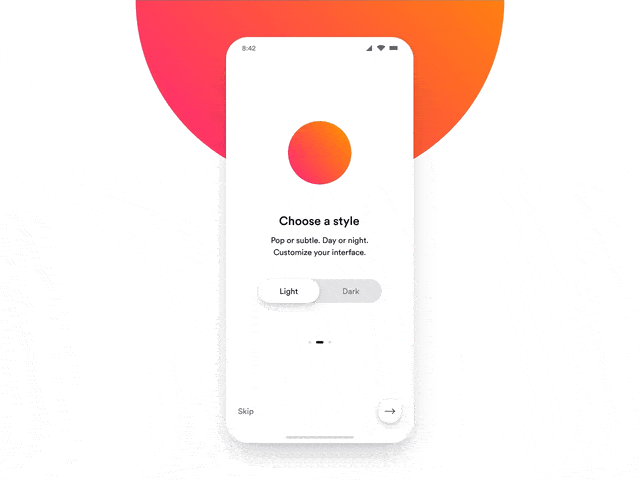 8:42
Choose a style
Pop or subtle. Day or night.
Customize your interface.
Light
Dark
Skip